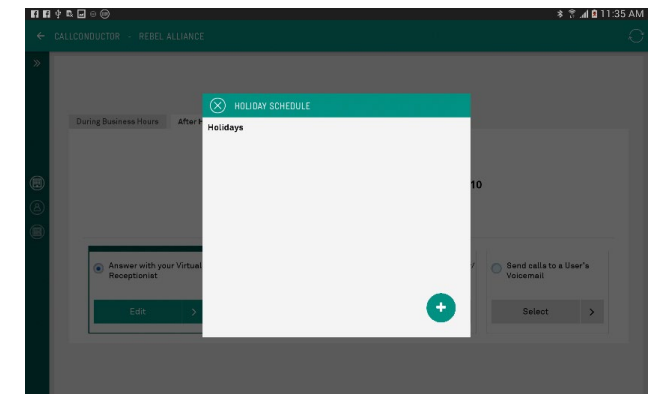 11:35 AM
CALLCONDUCTOR - REBEL ALLIANCE
HOLIDAY SCHEDULE
Holidays
During Business Hours
After H
10
Answer with your Virtual
Receptionist
Edit
Send calls to a User's
Voicemail
Select